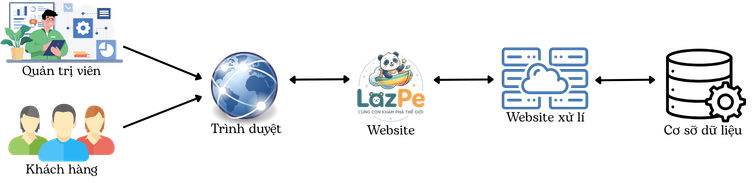 Quản trị viên
Khách hàng
Trình duyệt
LazPe
CÙNG CON KHÁM PHÁ THẾ GIỚI
Website
Website xử lí
Cơ sỡ dữ liệu